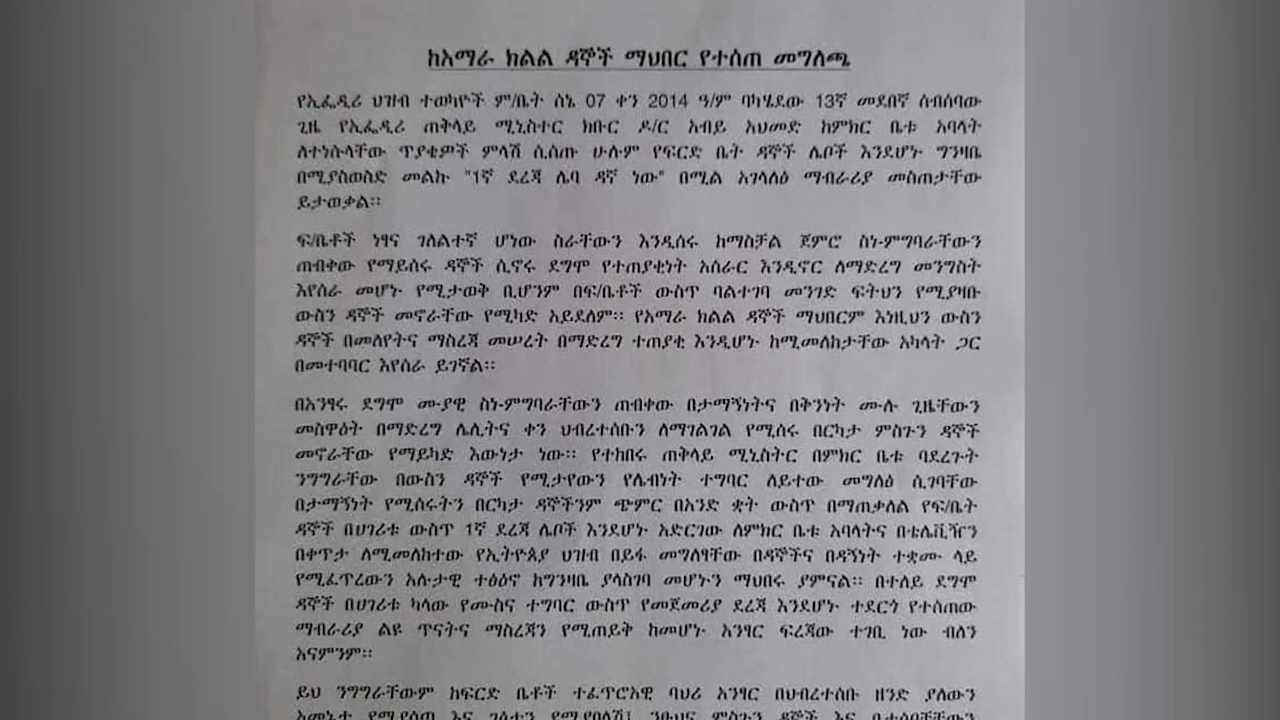 ከአማራ ክልል ዳኞች ማህበር የተሰጠ መግለጫ
የኢፌዲሪ ህዝብ ተወካዮች ም/ቤት ሰኔ 07 ቀን 2014 ዓ/ም ባካሄደው 13ኛ መደበኛ ስብሰባው
ጊዜ የኢፌዲሪ ጠቅላይ ሚኒስተር ክቡር ዶ/ር አብይ አህመድ ከምክር ቤቱ አባላት
ለተነሱላቸው ጥያቄዎች ምላሽ ሲሰጡ ሁሉም የፍርድ ቤት ዳኞች ሌቦች እንደሆኑ ግንዛቤ
በሚያስወስድ መልኩ "1ኛ ደረጃ ሌባ ዳኛ ነው" በሚል አገላለፅ ማብራሪያ መስጠታቸው
ይታወቃል።
ፍ/ቤቶች ነፃና ገለልተኛ ሆነው ስራቸውን እንዲሰሩ ከማስቻል ጀምሮ ስነ-ምግባራቸውን
ጠብቀው የማይሰሩ ዳኞች ሲኖሩ ደግሞ የተጠያቂነት አሰራር እንዲኖር ለማድረግ መንግስት
እየሰራ መሆኑ የሚታወቅ ቢሆንም በፍ/ቤቶች ውስጥ ባልተገባ መንገድ ፍትህን የሚያዛቡ
ውስን ዳኞች መኖራቸው የሚካድ አይደለም። የአማራ ክልል ዳኞች ማህበርም እነዚህን ውስን
ዳኞች በመለየትና ማስረጃ መሠረት በማድረግ ተጠያቂ እንዲሆኑ ከሚመለከታቸው አካላት ጋር
በመተባባር እየሰራ ይገኛል።
በአንፃሩ ደግሞ ሙያዊ ስነ-ምግባራቸውን ጠብቀው በታማኝነትና በቅንነት ሙሉ ጊዜቸውን
መስዋዕት በማድረግ ሌሊትና ቀን ህብረተሰቡን ለማገልገል የሚሰሩ በርካታ ምስጉን ዳኞች
መኖራቸው የማይካድ እውነታ ነው። የተከበሩ ጠቅላይ ሚኒስትር በምክር ቤቱ ባደረጉት
ንግግራቸው በውስን ዳኞች የሚታየውን የሌብነት ተግባር ለይተው መግለፅ ሲገባቸው
በታማኝነት የሚሰሩትን በርካታ ዳኞችንም ጭምር በአንድ ቋት ውስጥ በማጠቃለል የፍ/ቤት
ዳኞች በሀገሪቱ ውስጥ 1ኛ ደረጃ ሌቦች እንደሆኑ አድርገው ለምክር ቤቱ አባላትና በቴሌቪዥን
በቀጥታ ለሚመለከተው የኢትዮጵያ ህዝብ በይፋ መግለፃቸው በዳኞችና በዳኝነት ተቋሙ ላይ
የሚፈጥረውን አሉታዊ ተፅዕኖ ከግንዛቤ ያላስገባ መሆኑን ማህበሩ ያምናል። በተለይ ደግሞ
ዳኞች በሀገሪቱ ካላው የሙስና ተግባር ውስጥ የመጀመሪያ ደረጃ እንደሆኑ ተደርጎ የተሰጠው
ማብራሪያ ልዩ ጥናትና ማስረጃን የሚጠይቅ ከመሆኑ አንፃር ፍረጃው ተገቢ ነው ብለን
አናምንም።
ይህ ንግግራቸውም ከፍርድ ቤቶች ተፈጥሮአዊ ባህሪ አንፃር በህብረተሰቡ ዘንድ ያለውን